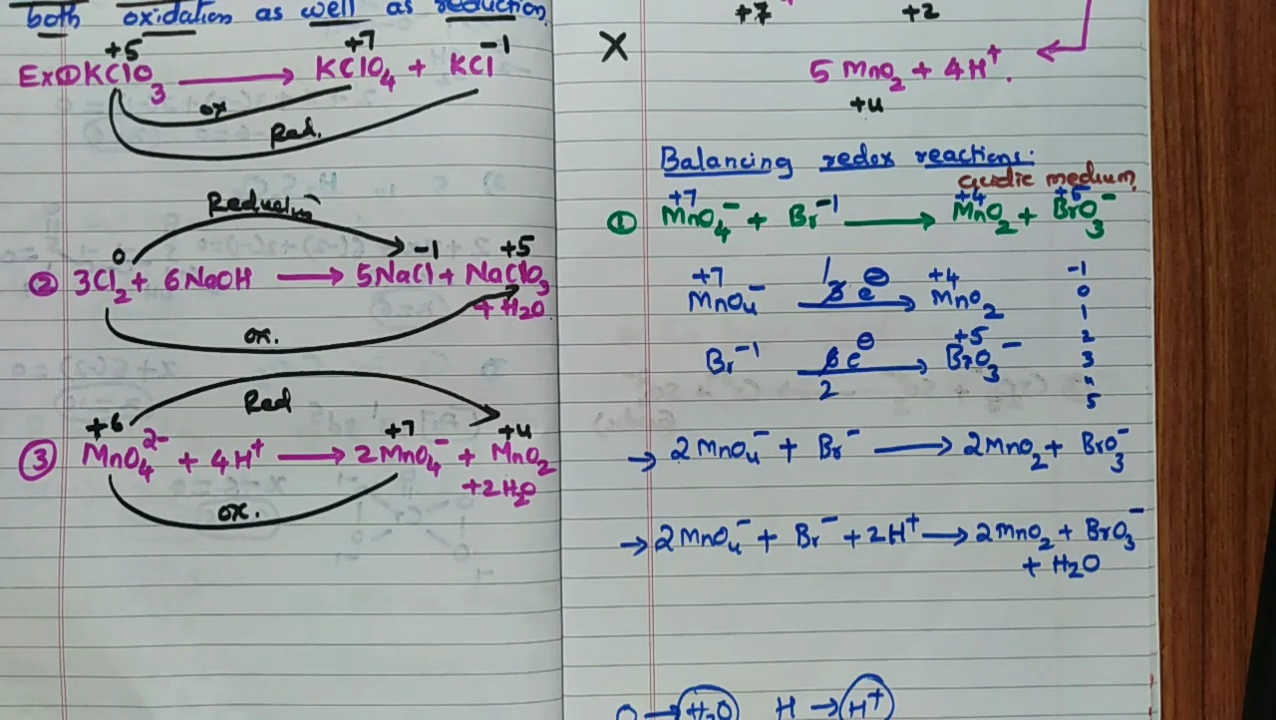 both oxidation as well as reduction.
+5 +7 -1
Ex① KClO₃ ⟶ KClO₄ + KCl
ox
Red.
Reduction
0 -1 +5
② 3Cl₂ + 6NaOH ⟶ 5NaCl + NaClO₃
+ H₂O
ox.
Red
+6 +7 +4
③ MnO₄²⁻ + 4H⁺ ⟶ 2MnO₄⁻ + MnO₂
+2H₂O
ox.
+7 +2
X
5 MnO₂ + 4H⁺.
+4
Balancing redox reactions:
acidic medium
+7 +4 +5
① MnO₄⁻ + Br⁻¹ ⟶ MnO₂ + BrO₃⁻
+7 1 3e⊖ +4
MnO₄⁻ ⟶ MnO₂
+5
Br⁻¹ 6e⊖ ⟶ BrO₃⁻
2
-1
0
1
2
3
4
5
→ 2MnO₄⁻ + Br⁻ ⟶ 2MnO₂ + BrO₃⁻
→ 2MnO₄⁻ + Br⁻ + 2H⁺ ⟶ 2MnO₂ + BrO₃⁻
+ H₂O
O → H₂O H → H⁺